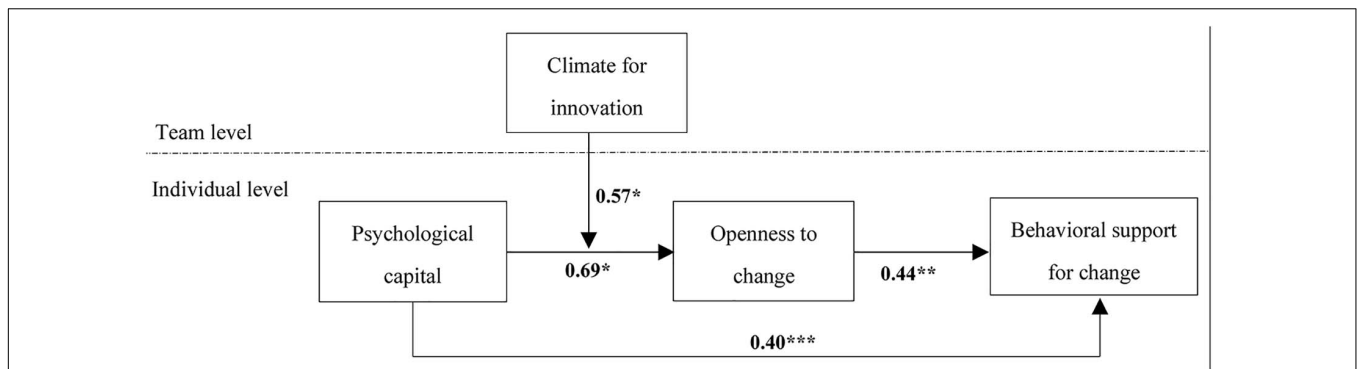 Climate for
innovation
Team level
Individual level
0.57*
Psychological
capital
0.69*
Openness to
change
0.44**
Behavioral support
for change
0.40***